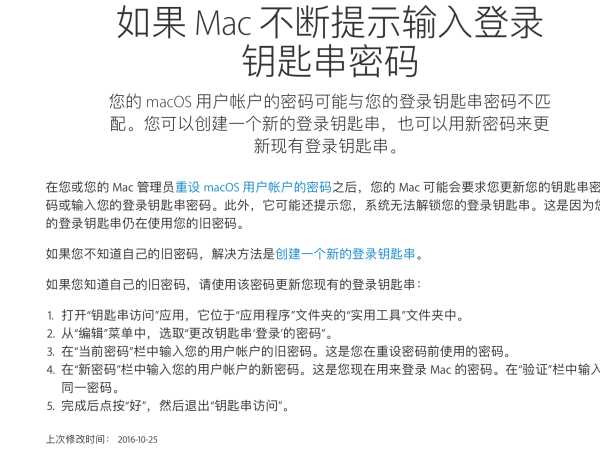 如果 Mac 不断提示输入登录
钥匙串密码
您的 macOS 用户帐户的密码可能与您的登录钥匙串密码不匹
配。您可以创建一个新的登录钥匙串，也可以用新密码来更
新现有登录钥匙串。
在您或您的 Mac 管理员重设 macOS 用户帐户的密码之后，您的 Mac 可能会要求您更新您的钥匙串密
码或输入您的登录钥匙串密码。此外，它可能还提示您，系统无法解锁您的登录钥匙串。这是因为您
的登录钥匙串仍在使用您的旧密码。
如果您不知道自己的旧密码，解决方法是创建一个新的登录钥匙串。
如果您知道自己的旧密码，请使用该密码更新您现有的登录钥匙串：
1. 打开“钥匙串访问”应用，它位于“应用程序”文件夹的“实用工具”文件夹中。
2. 从“编辑”菜单中，选取“更改钥匙串‘登录’的密码”。
3. 在“当前密码”栏中输入您的用户帐户的旧密码。这是您在重设密码前使用的密码。
4. 在“新密码”栏中输入您的用户帐户的新密码。这是您现在用来登录 Mac 的密码。在“验证”栏中输入
同一密码。
5. 完成后点按“好”，然后退出“钥匙串访问”。
上次修改时间： 2016-10-25